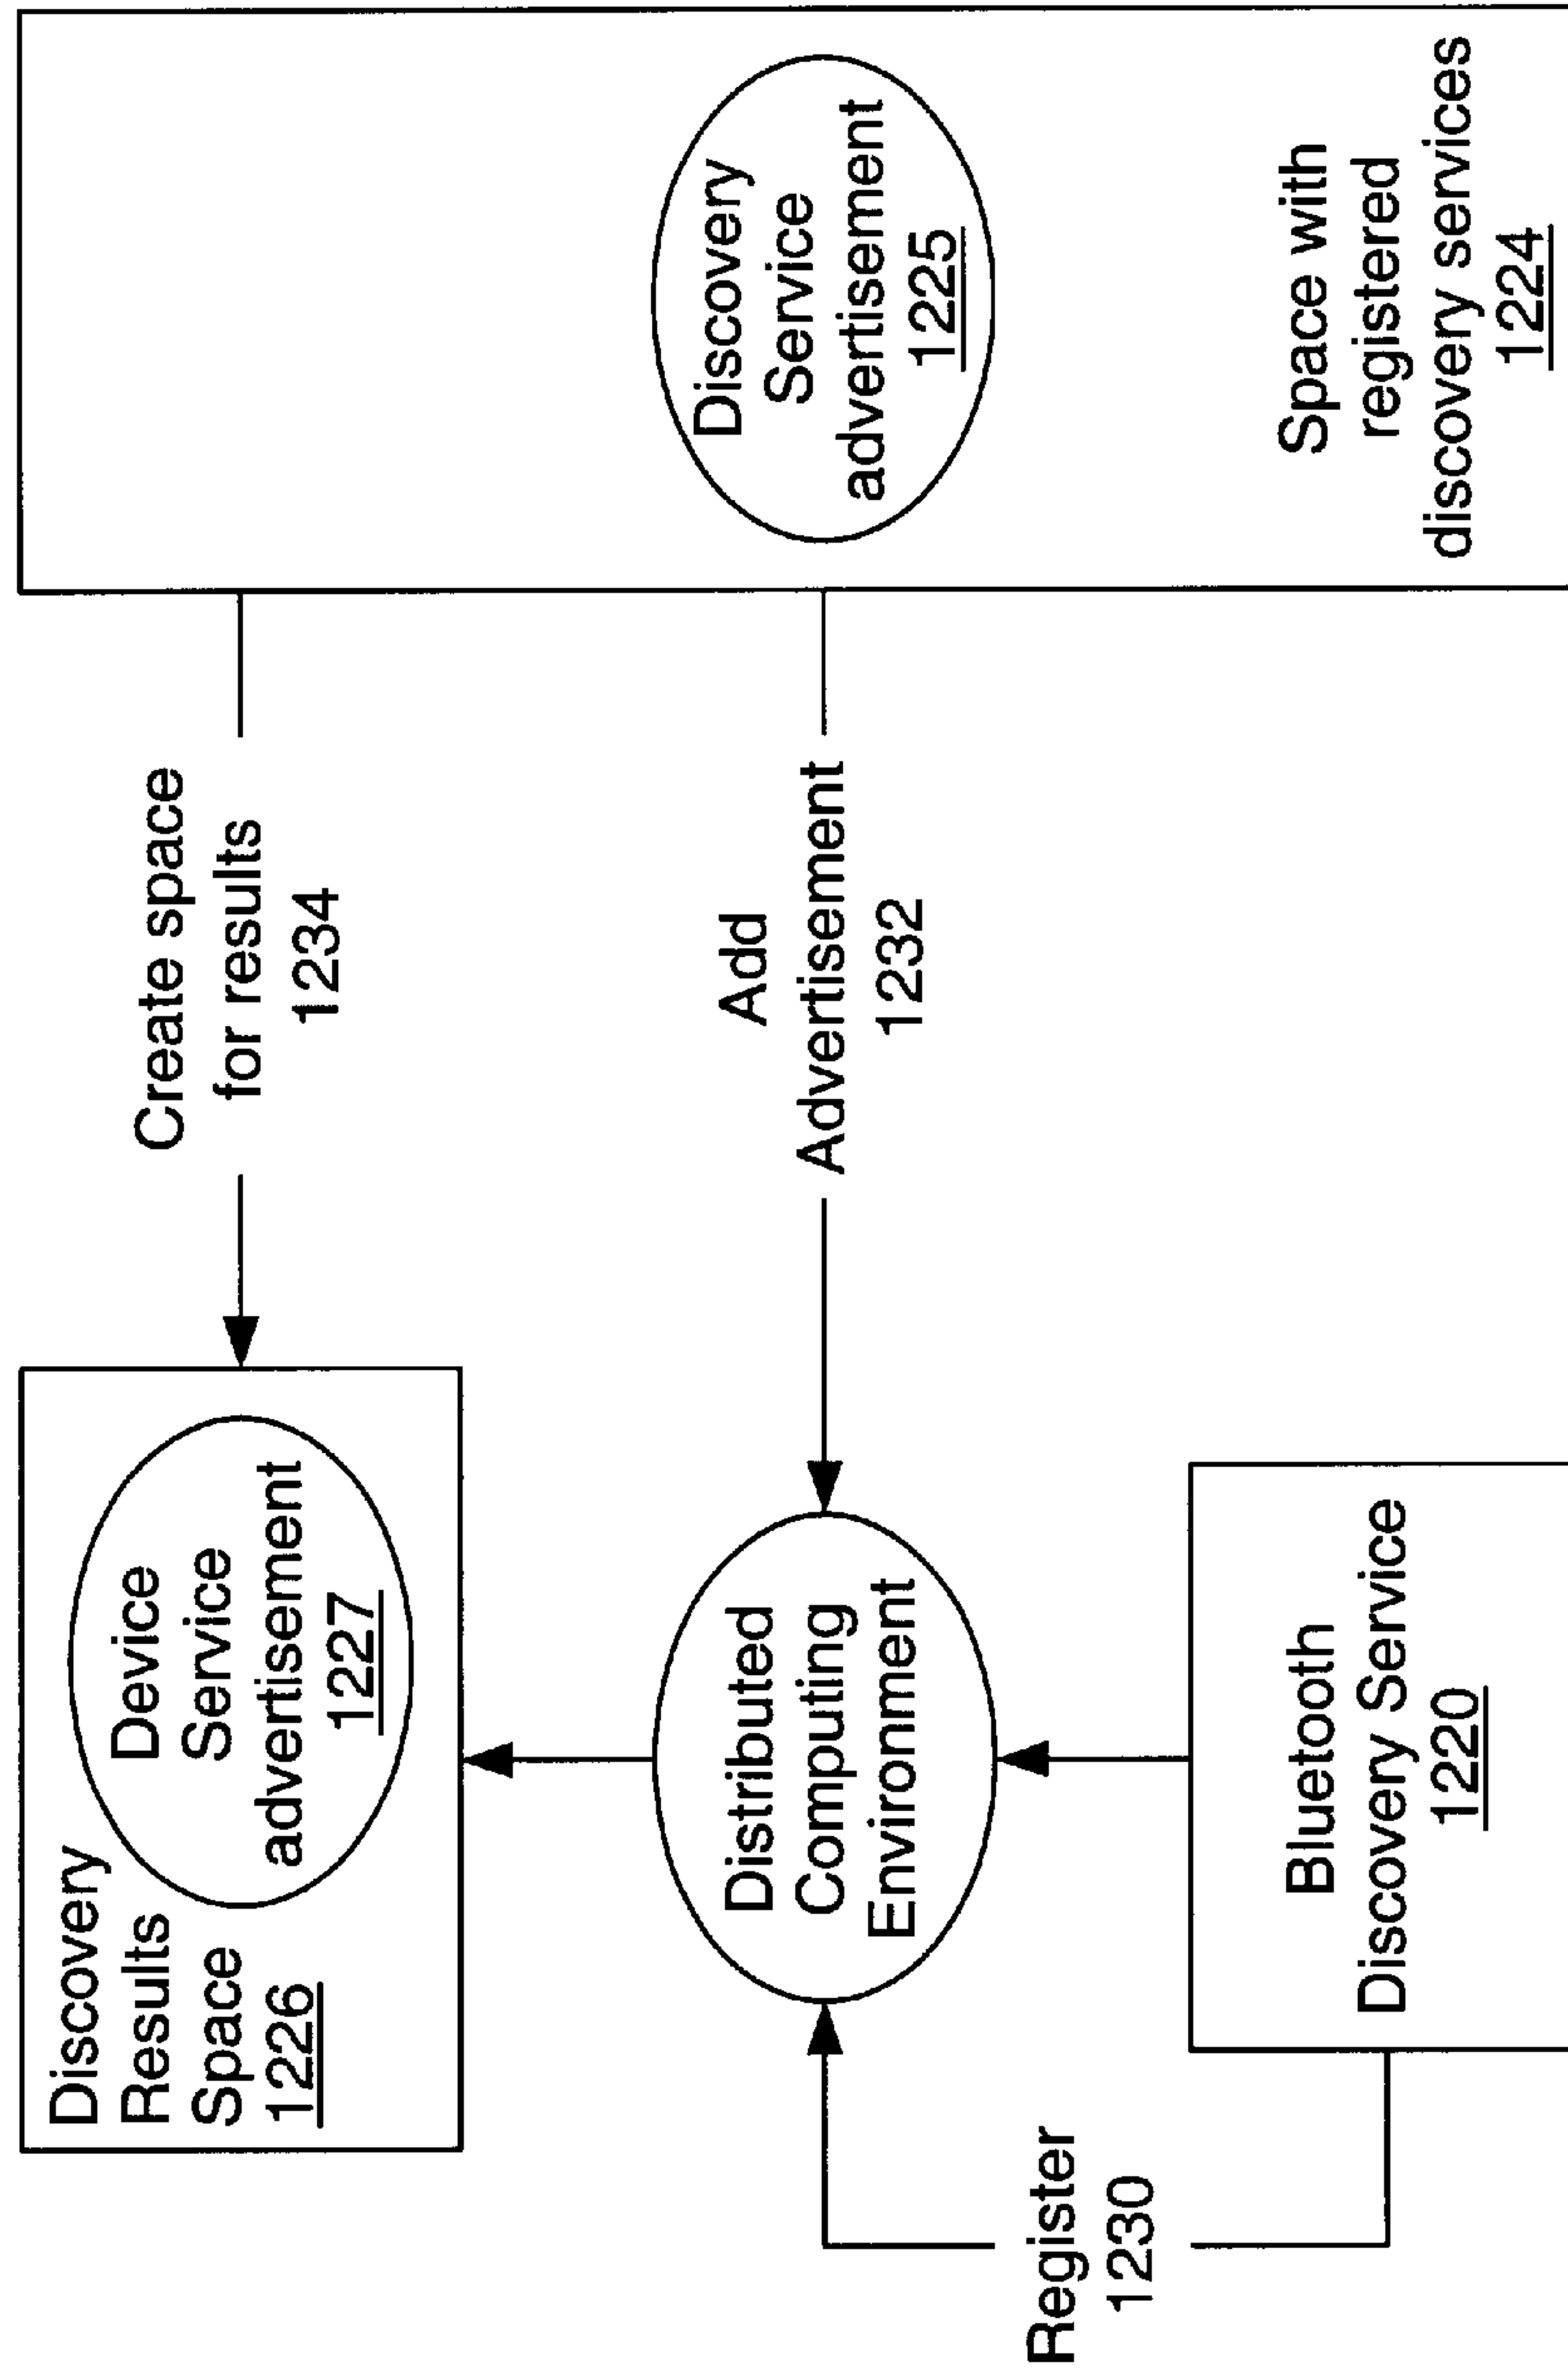 Discovery
Results
Space
1226
Device
Service
advertisement
1227
Create space
for results
1234
Distributed
Computing
Environment
Add
Advertisement
1232
Discovery
Service
advertisement
1225
Register
1230
Bluetooth
Discovery Service
1220
Space with
registered
discovery services
1224